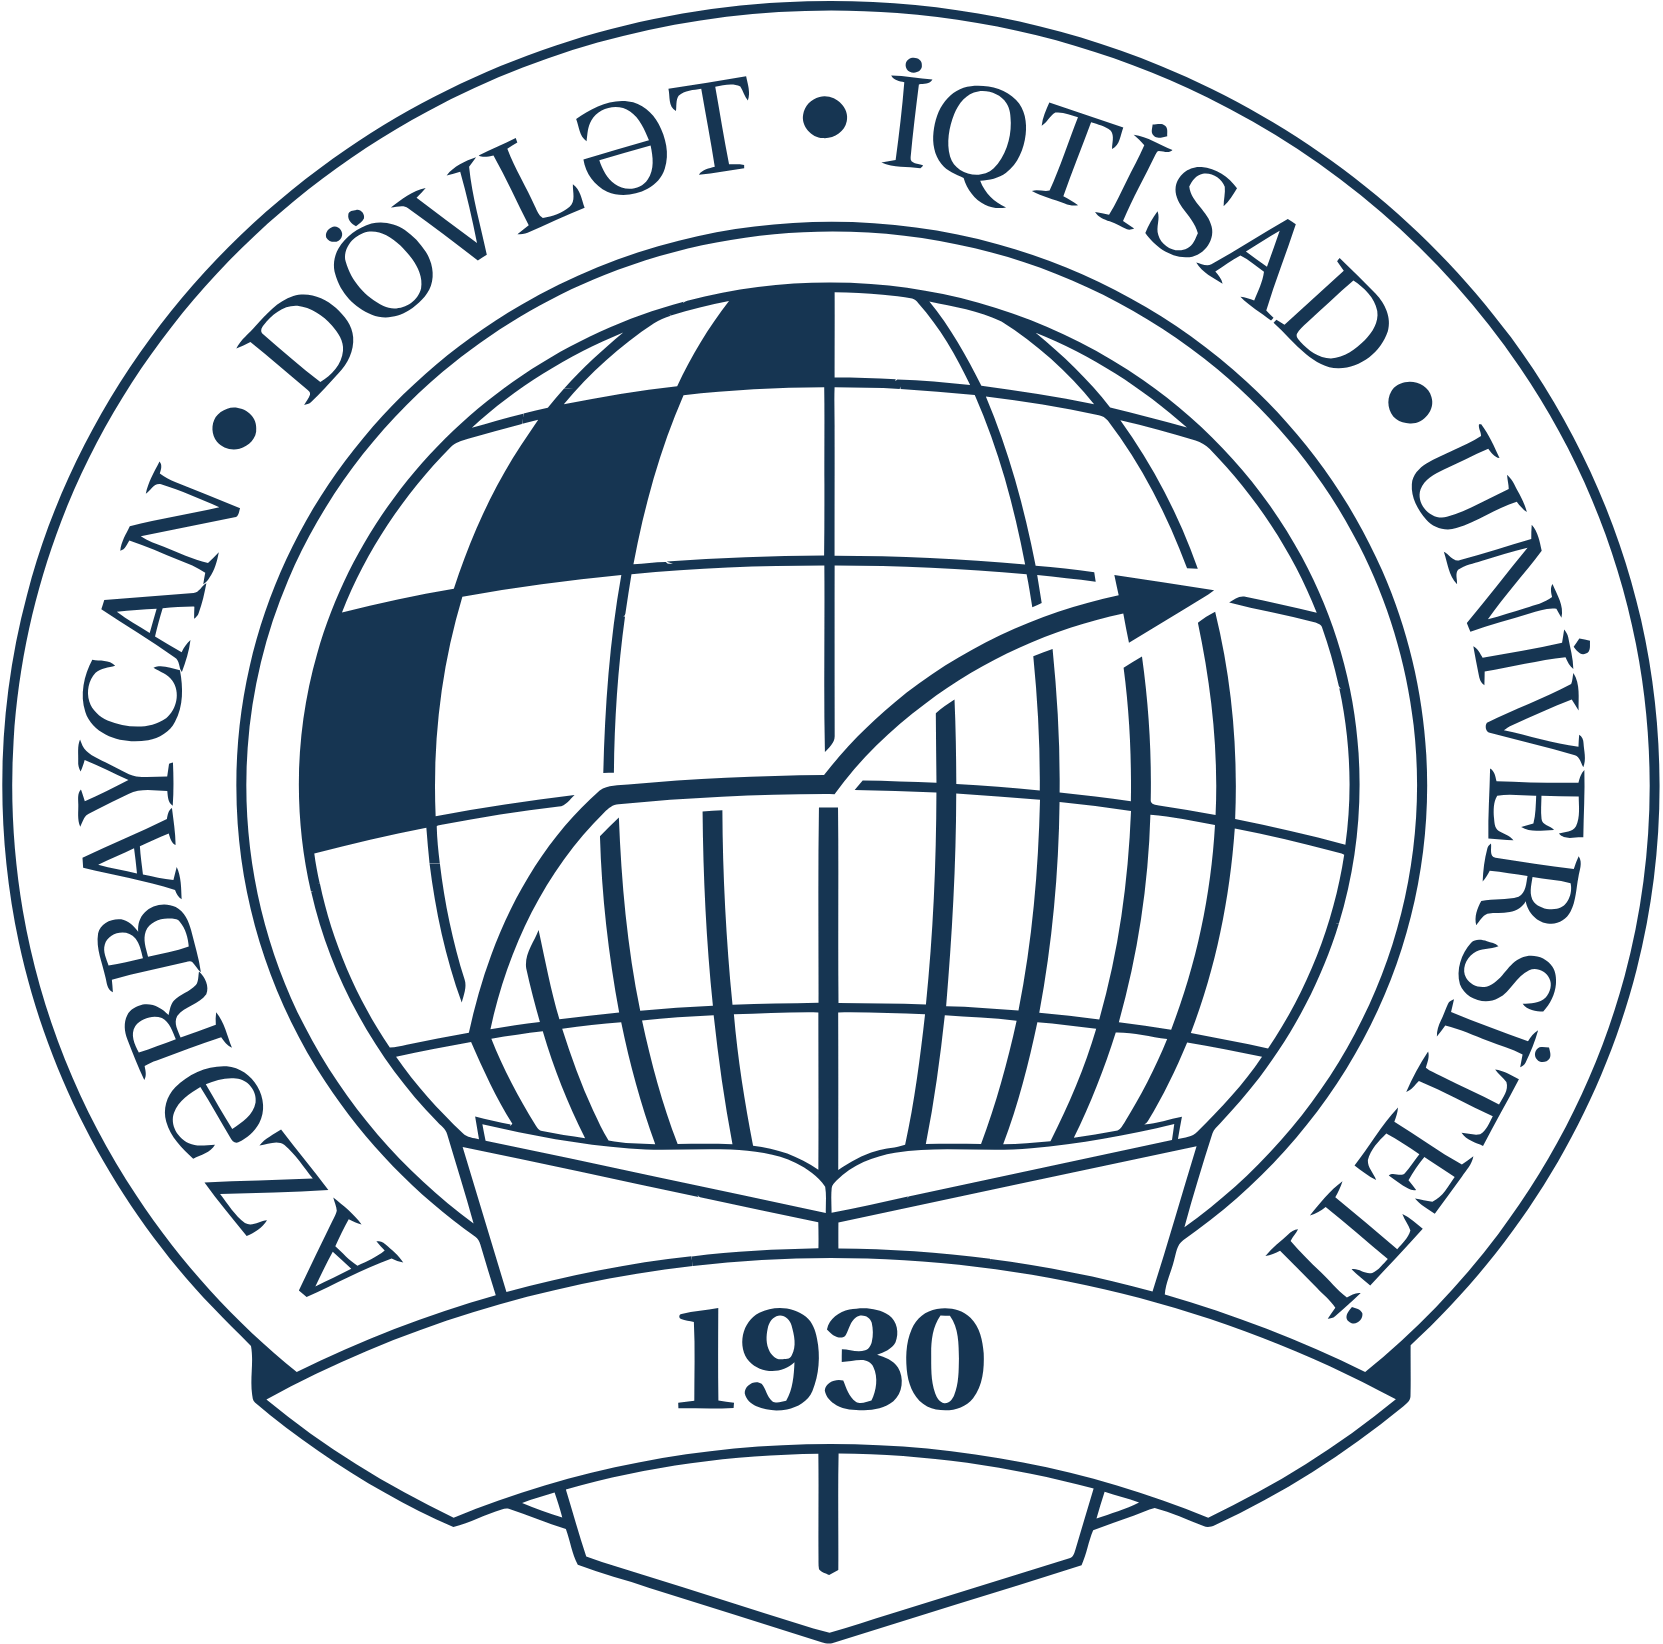 AZƏRBAYCAN • DÖVLƏT • İQTİSAD • UNİVERSİTETİ
1930